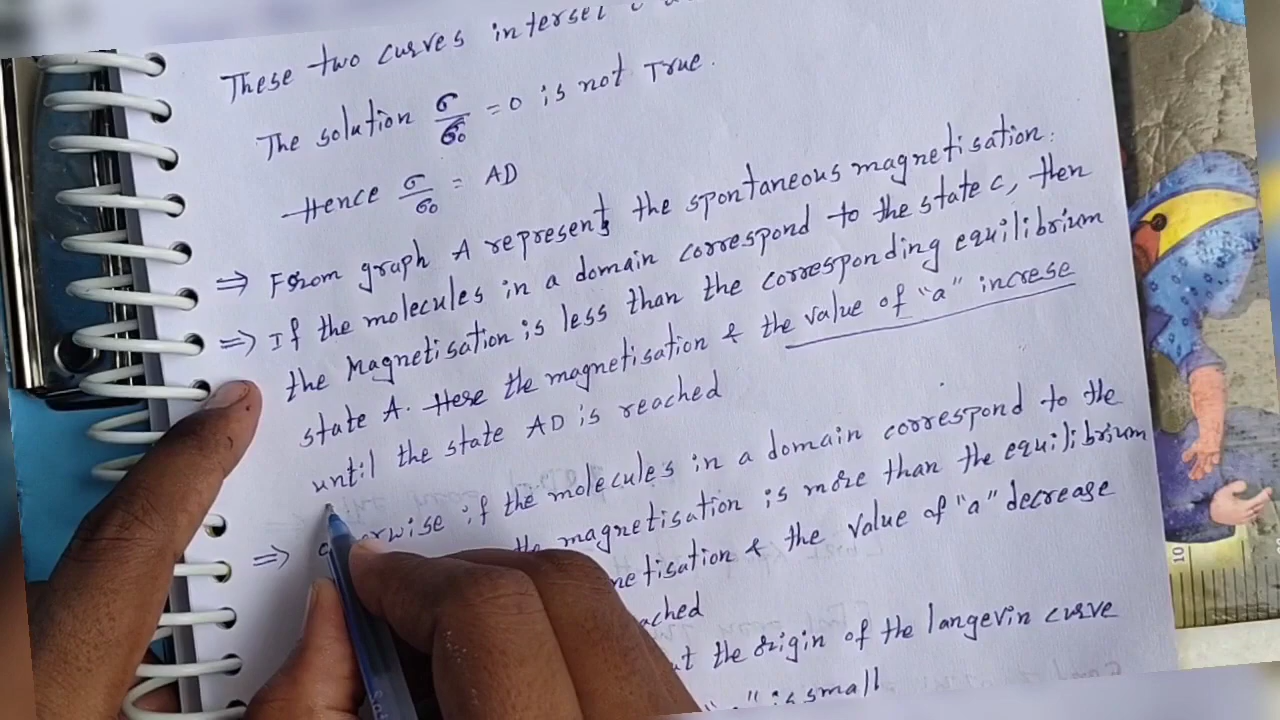 These two curves
The solution σ/σ₀ = 0 is not True.
Hence σ/σ₀ = AD
⇒ From graph A represents the spontaneous magnetisation.
⇒ If the molecules in a domain correspond to the state C, then
the Magnetisation is less than the corresponding equilibrium
state A. Here the magnetisation & the value of "a" increse
until the state AD is reached
⇒ if the molecules in a domain correspond to the
the magnetisation is more than the equilibrium
& the value of "a" decrease
the origin of the langevin curve
"a" is small
10